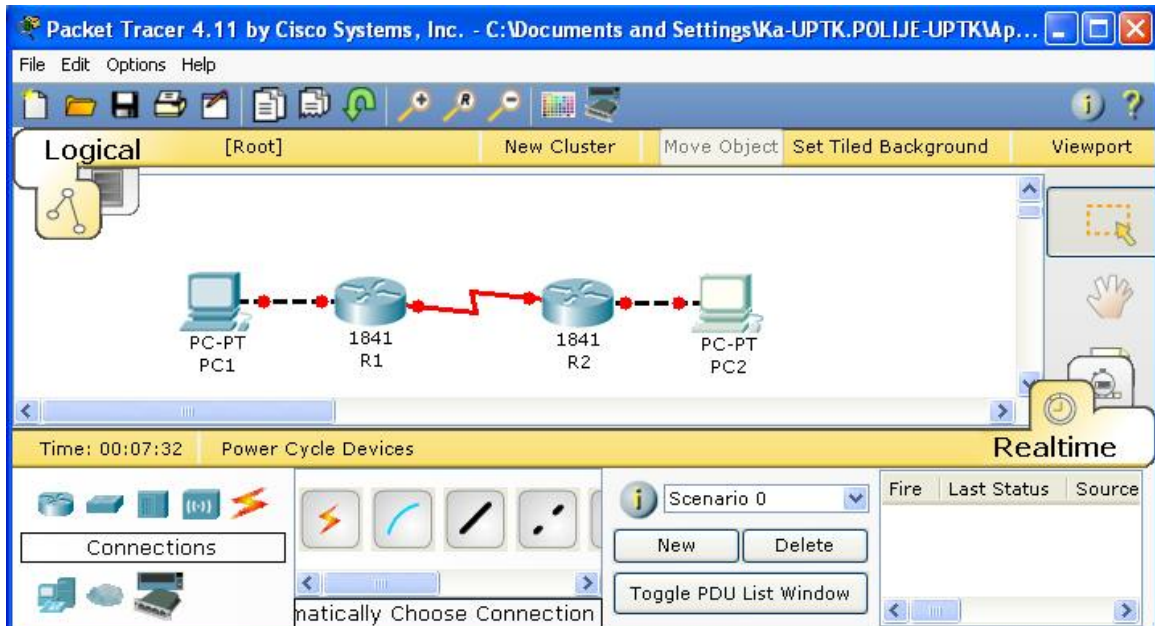 Packet Tracer 4.11 by Cisco Systems, Inc. - C:\Documents and Settings\Ka-UPTK.POLIJE-UPTK\Ap...
File Edit Options Help
Logical [Root] New Cluster Move Object Set Tiled Background Viewport
PC-PT
PC1
1841
R1
1841
R2
PC-PT
PC2
Time: 00:07:32 Power Cycle Devices Realtime
Connections
matically Choose Connection
Scenario 0
New Delete
Toggle PDU List Window
Fire Last Status Source